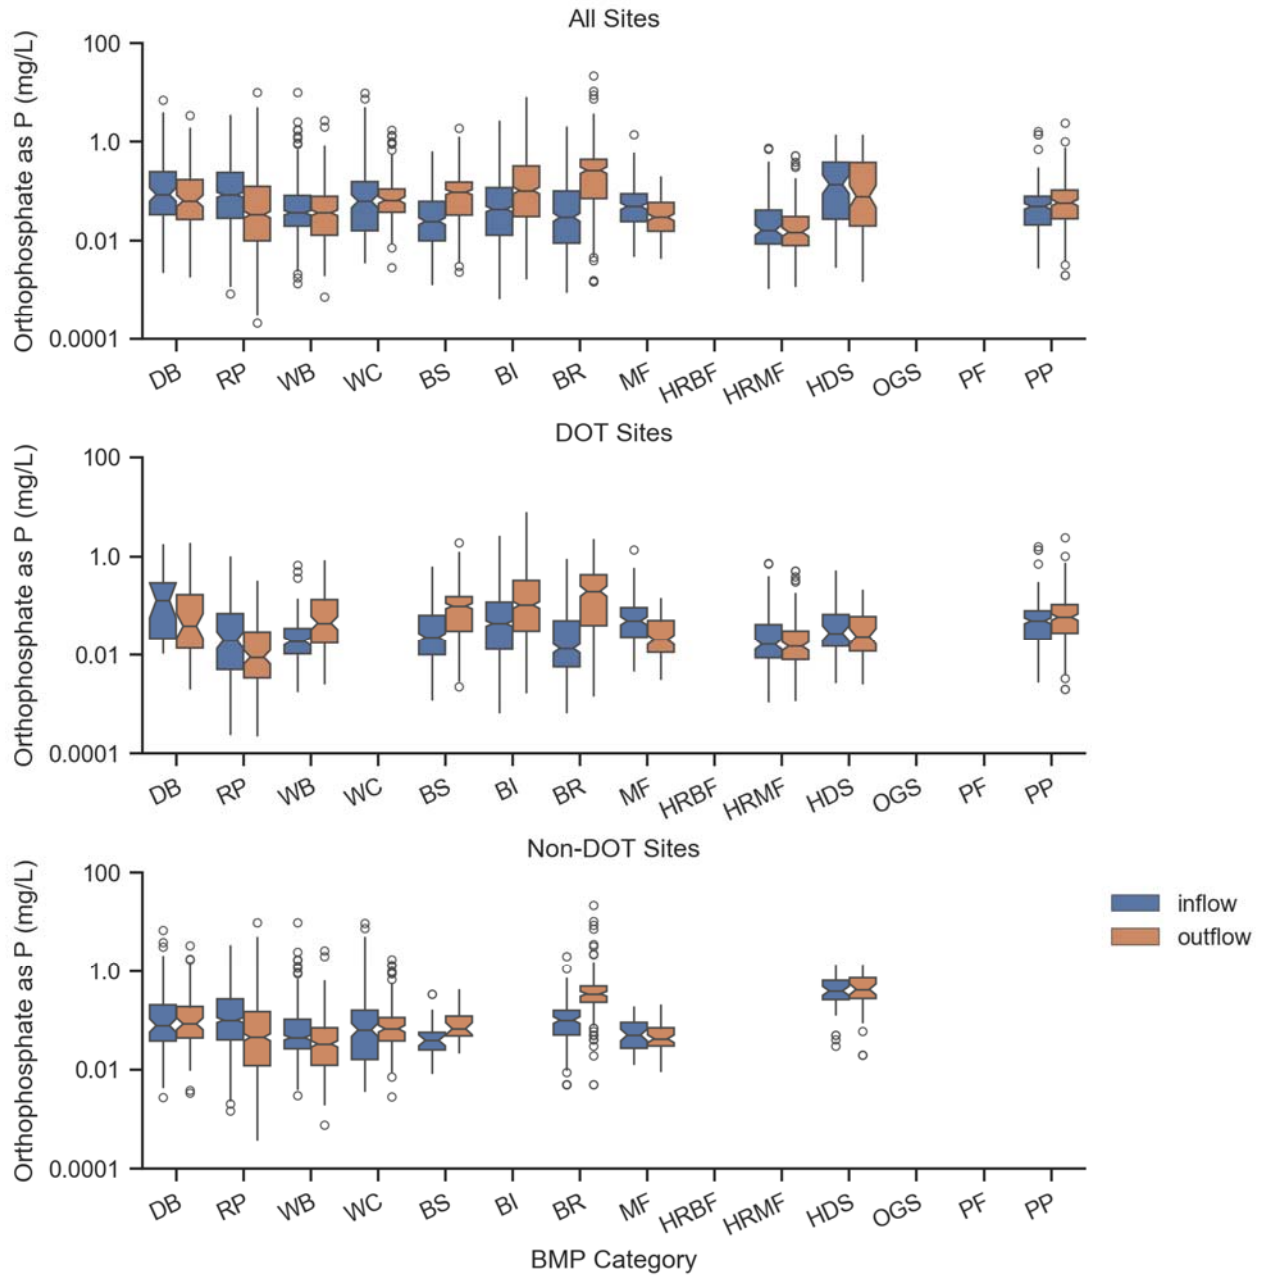 All Sites
Orthophosphate as P (mg/L)
100
1.0
0.01
0.0001
DB RP WB WC BS BI BR MF HRBF HRMF HDS OGS PF PP
DOT Sites
Orthophosphate as P (mg/L)
100
1.0
0.01
0.0001
DB RP WB WC BS BI BR MF HRBF HRMF HDS OGS PF PP
Non-DOT Sites
Orthophosphate as P (mg/L)
100
1.0
0.01
0.0001
inflow
outflow
DB RP WB WC BS BI BR MF HRBF HRMF HDS OGS PF PP
BMP Category